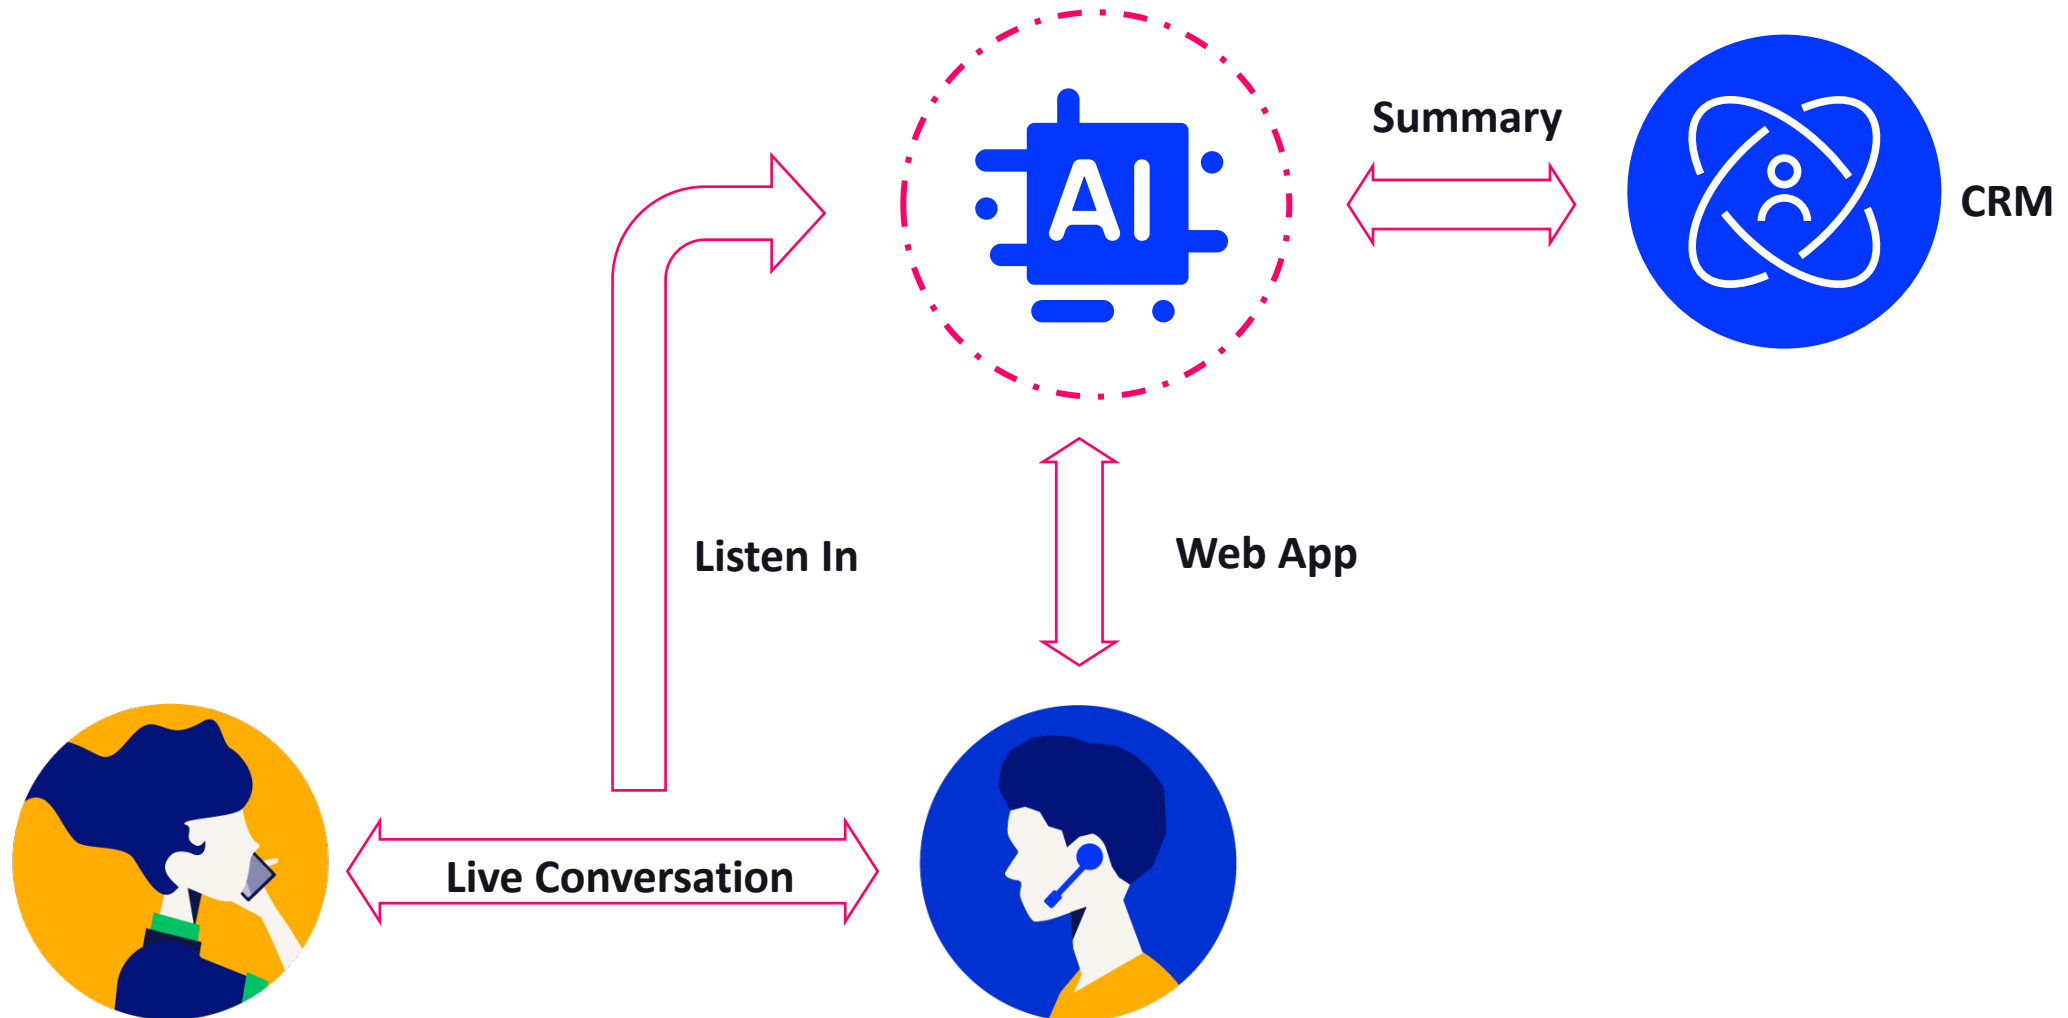 Summary
AI
CRM
Listen In
Web App
Live Conversation